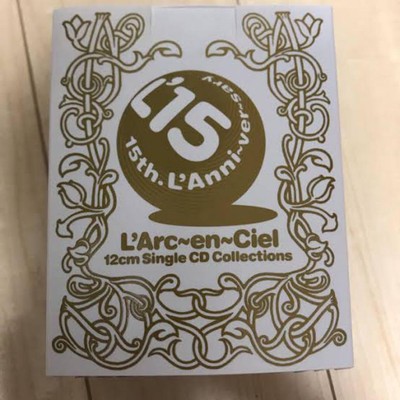 L'15
15th. L'Anni-ver-sary
L'Arc~en~Ciel
12cm Single CD Collections